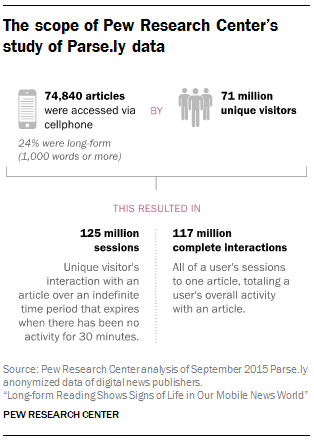 The scope of Pew Research Center's
study of Parse.ly data
74,840 articles
were accessed via
cellphone
24% were long-form
(1,000 words or more)
BY
71 million
unique visitors
THIS RESULTED IN
125 million
sessions
Unique visitor's
interaction with an
article over an indefinite
time period that expires
when there has been no
activity for 30 minutes.
117 million
complete interactions
All of a user's sessions
to one article, totaling a
user's overall activity
with an article.
Source: Pew Research Center analysis of September 2015 Parse.ly
anonymized data of digital news publishers.
"Long-form Reading Shows Signs of Life in Our Mobile News World"
PEW RESEARCH CENTER